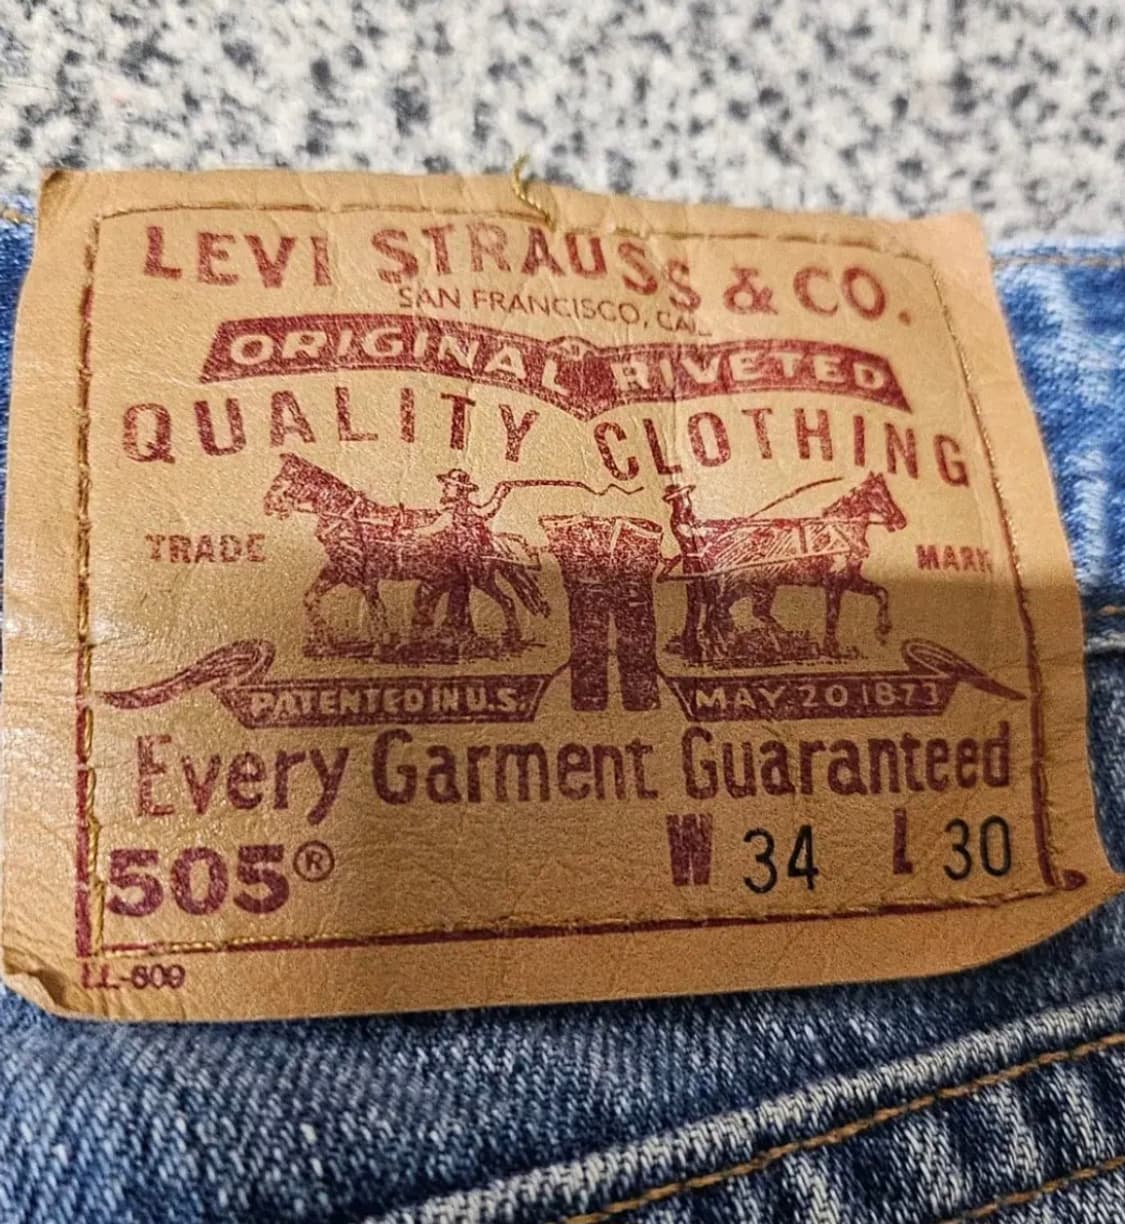 LEVI STRAUSS & CO.
SAN FRANCISCO, CAL
ORIGINAL RIVETED
QUALITY CLOTHING
TRADE MARK
PATENTED IN U.S. MAY 20 1873
Every Garment Guaranteed
505® W 34 L 30
LL-609